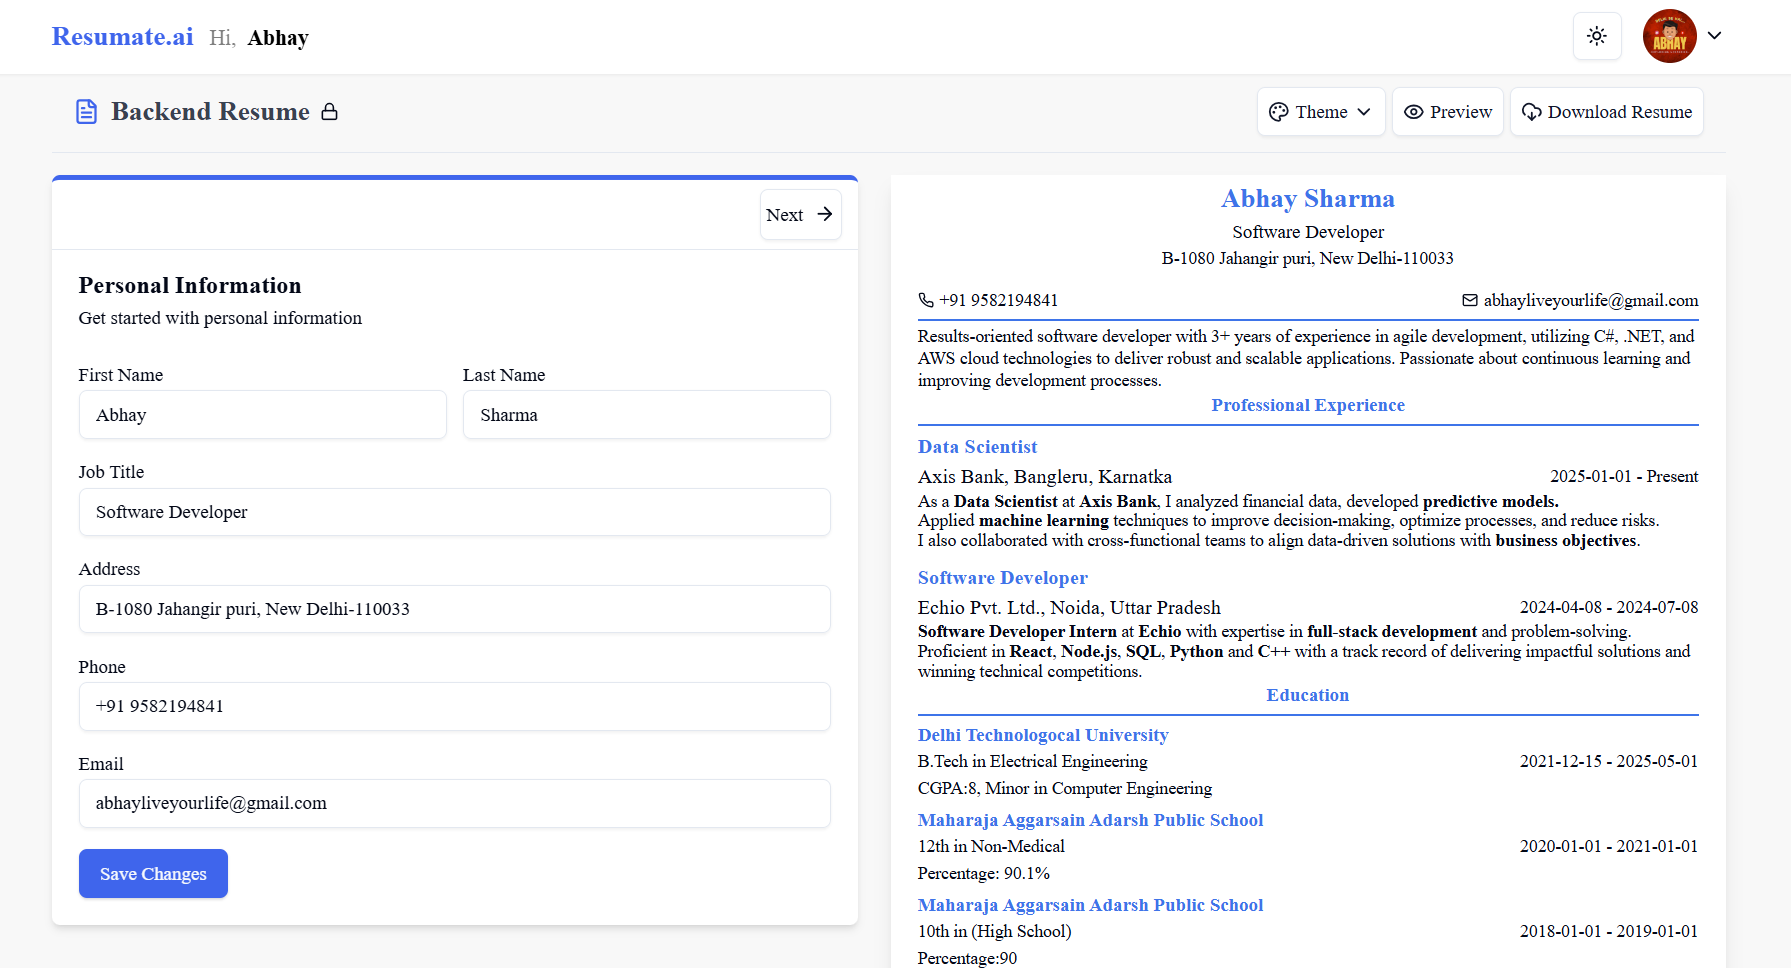 Resumate.ai Hi, Abhay
ABHAY
Backend Resume
Theme Preview Download Resume
Next
Personal Information
Get started with personal information
First Name Last Name
Abhay Sharma
Job Title
Software Developer
Address
B-1080 Jahangir puri, New Delhi-110033
Phone
+91 9582194841
Email
abhayliveyourlife@gmail.com
Save Changes
Abhay Sharma
Software Developer
B-1080 Jahangir puri, New Delhi-110033
+91 9582194841 abhayliveyourlife@gmail.com
Results-oriented software developer with 3+ years of experience in agile development, utilizing C#, .NET, and
AWS cloud technologies to deliver robust and scalable applications. Passionate about continuous learning and
improving development processes.
Professional Experience
Data Scientist
Axis Bank, Bangleru, Karnatka 2025-01-01 - Present
As a Data Scientist at Axis Bank, I analyzed financial data, developed predictive models.
Applied machine learning techniques to improve decision-making, optimize processes, and reduce risks.
I also collaborated with cross-functional teams to align data-driven solutions with business objectives.
Software Developer
Echio Pvt. Ltd., Noida, Uttar Pradesh 2024-04-08 - 2024-07-08
Software Developer Intern at Echio with expertise in full-stack development and problem-solving.
Proficient in React, Node.js, SQL, Python and C++ with a track record of delivering impactful solutions and
winning technical competitions.
Education
Delhi Technologocal University
B.Tech in Electrical Engineering 2021-12-15 - 2025-05-01
CGPA:8, Minor in Computer Engineering
Maharaja Aggarsain Adarsh Public School
12th in Non-Medical 2020-01-01 - 2021-01-01
Percentage: 90.1%
Maharaja Aggarsain Adarsh Public School
10th in (High School) 2018-01-01 - 2019-01-01
Percentage:90